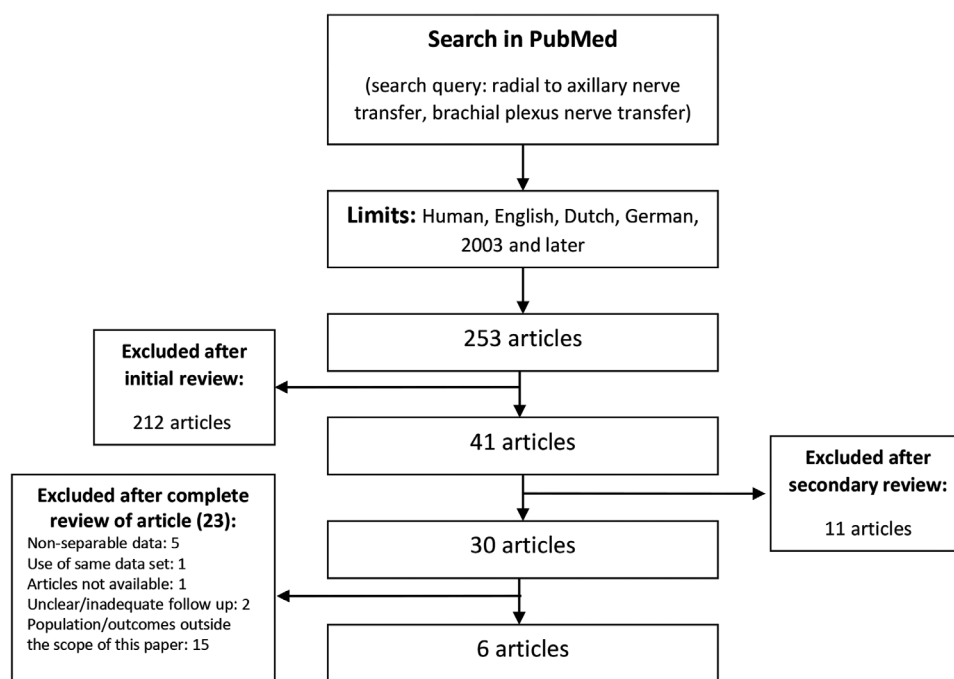 Search in PubMed
(search query: radial to axillary nerve
transfer, brachial plexus nerve transfer)
Limits: Human, English, Dutch, German,
2003 and later
253 articles
Excluded after
initial review:
212 articles
41 articles
Excluded after
secondary review:
11 articles
Excluded after complete
review of article (23):
Non-separable data: 5
Use of same data set: 1
Articles not available: 1
Unclear/inadequate follow up: 2
Population/outcomes outside
the scope of this paper: 15
30 articles
6 articles